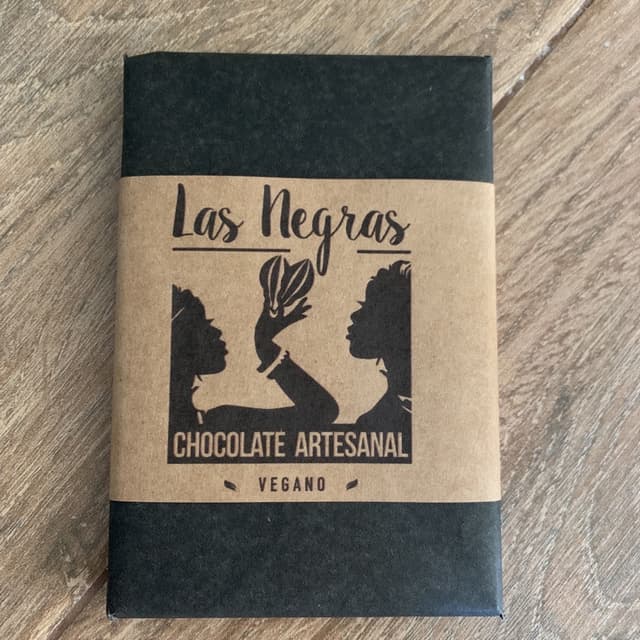 Las Negras
CHOCOLATE ARTESANAL
VEGANO